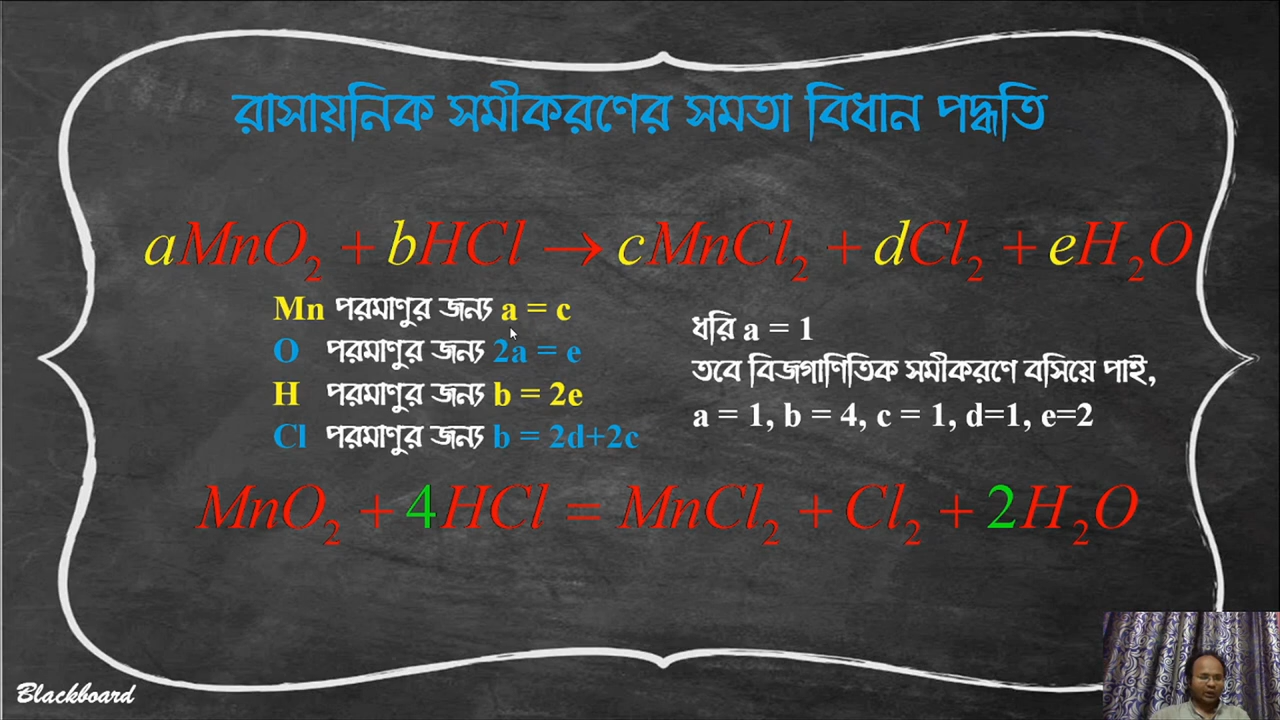 রাসায়নিক সমীকরণের সমতা বিধান পদ্ধতি
aMnO₂ + bHCl → cMnCl₂ + dCl₂ + eH₂O
Mn পরমাণুর জন্য a = c
O পরমাণুর জন্য 2a = e
H পরমাণুর জন্য b = 2e
Cl পরমাণুর জন্য b = 2d+2c
ধরি a = 1
তবে বিজগাণিতিক সমীকরণে বসিয়ে পাই,
a = 1, b = 4, c = 1, d=1, e=2
MnO₂ + 4HCl = MnCl₂ + Cl₂ + 2H₂O
Blackboard